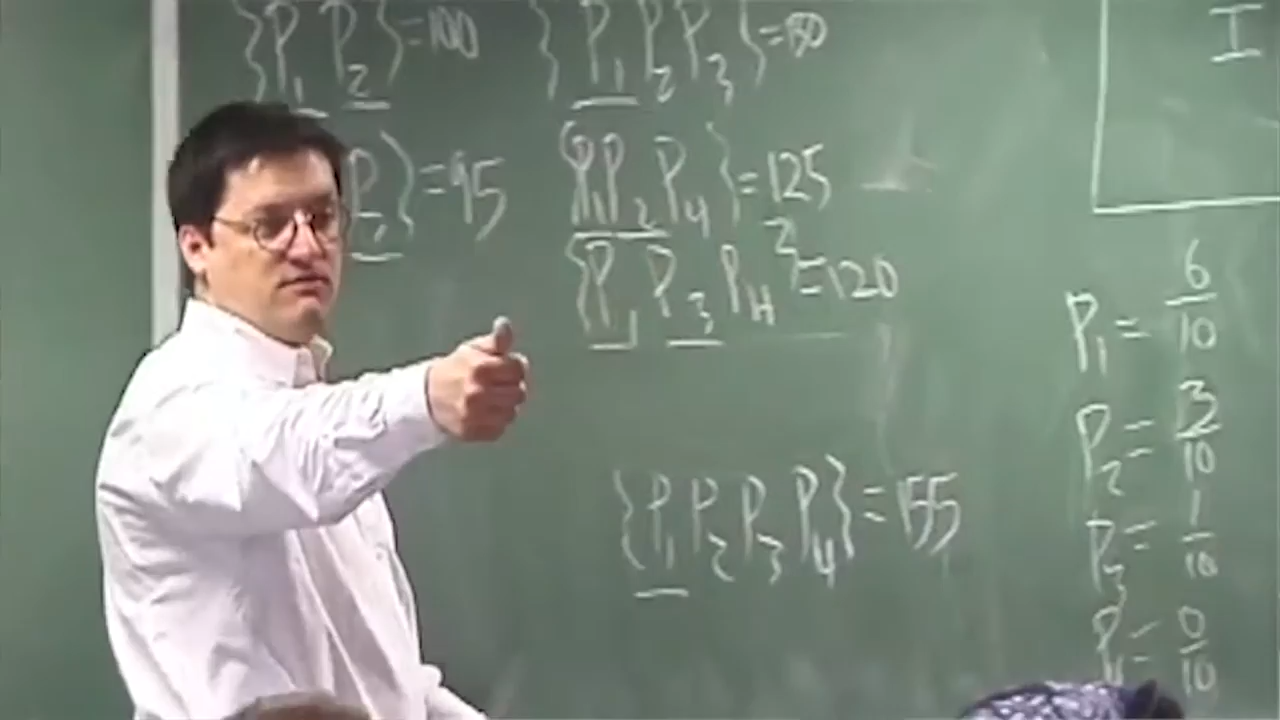 {P1 P2} = 100
{P1 P2 P3} = 130
P2} = 95
{P1 P2 P4} = 125
{P1 P3 P4} = 120
{P1 P2 P3 P4} = 155
I
P1 = 6/10
P2 = 3/10
P3 = 1/10
P4 = 0/10